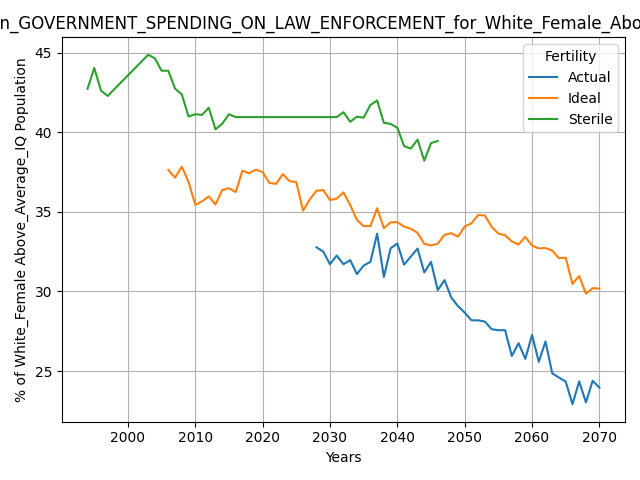 n_GOVERNMENT_SPENDING_ON_LAW_ENFORCEMENT_for_White_Female_Abo
Fertility
Actual
Ideal
Sterile
% of White_Female Above_Average_IQ Population
45
40
35
30
25
2000 2010 2020 2030 2040 2050 2060 2070
Years